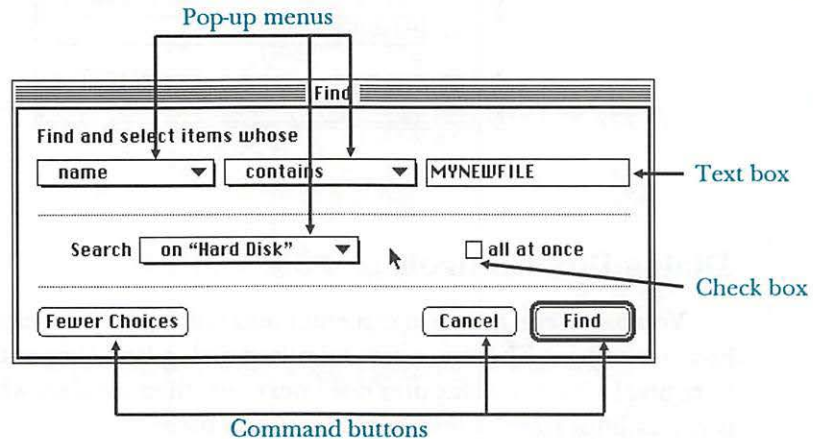 Pop-up menus
Find
Find and select items whose
name contains MYNEWFILE
Text box
Search on “Hard Disk” all at once
Check box
Fewer Choices Cancel Find
Command buttons